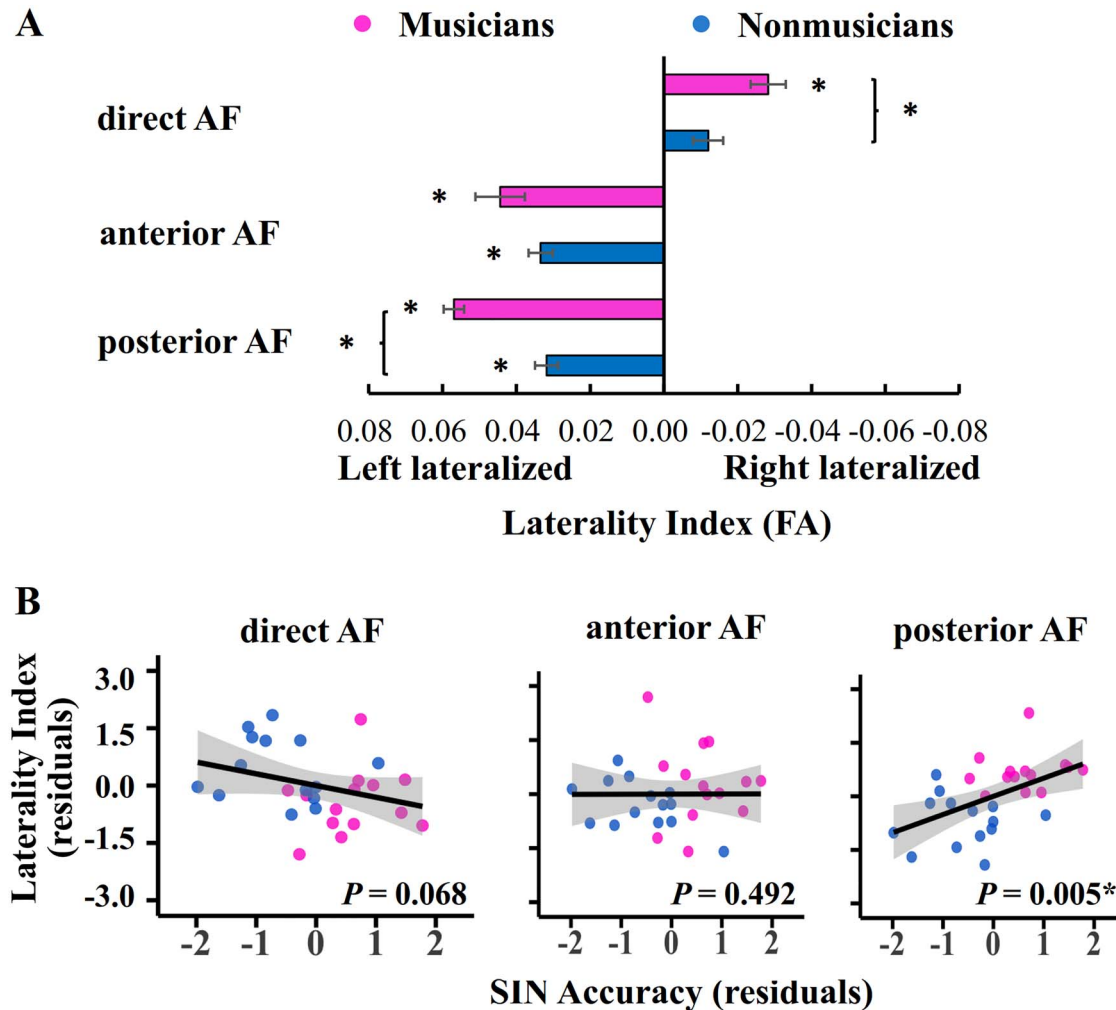 A
Musicians
Nonmusicians
direct AF
*
*
anterior AF
*
*
posterior AF
*
*
*
0.08 0.06 0.04 0.02 0.00 -0.02 -0.04 -0.06 -0.08
Left lateralized
Right lateralized
Laterality Index (FA)
B
direct AF
anterior AF
posterior AF
Laterality Index
(residuals)
3.0
1.5
0.0
-1.5
-3.0
P = 0.068
P = 0.492
P = 0.005*
-2 -1 0 1 2
-2 -1 0 1 2
-2 -1 0 1 2
SIN Accuracy (residuals)